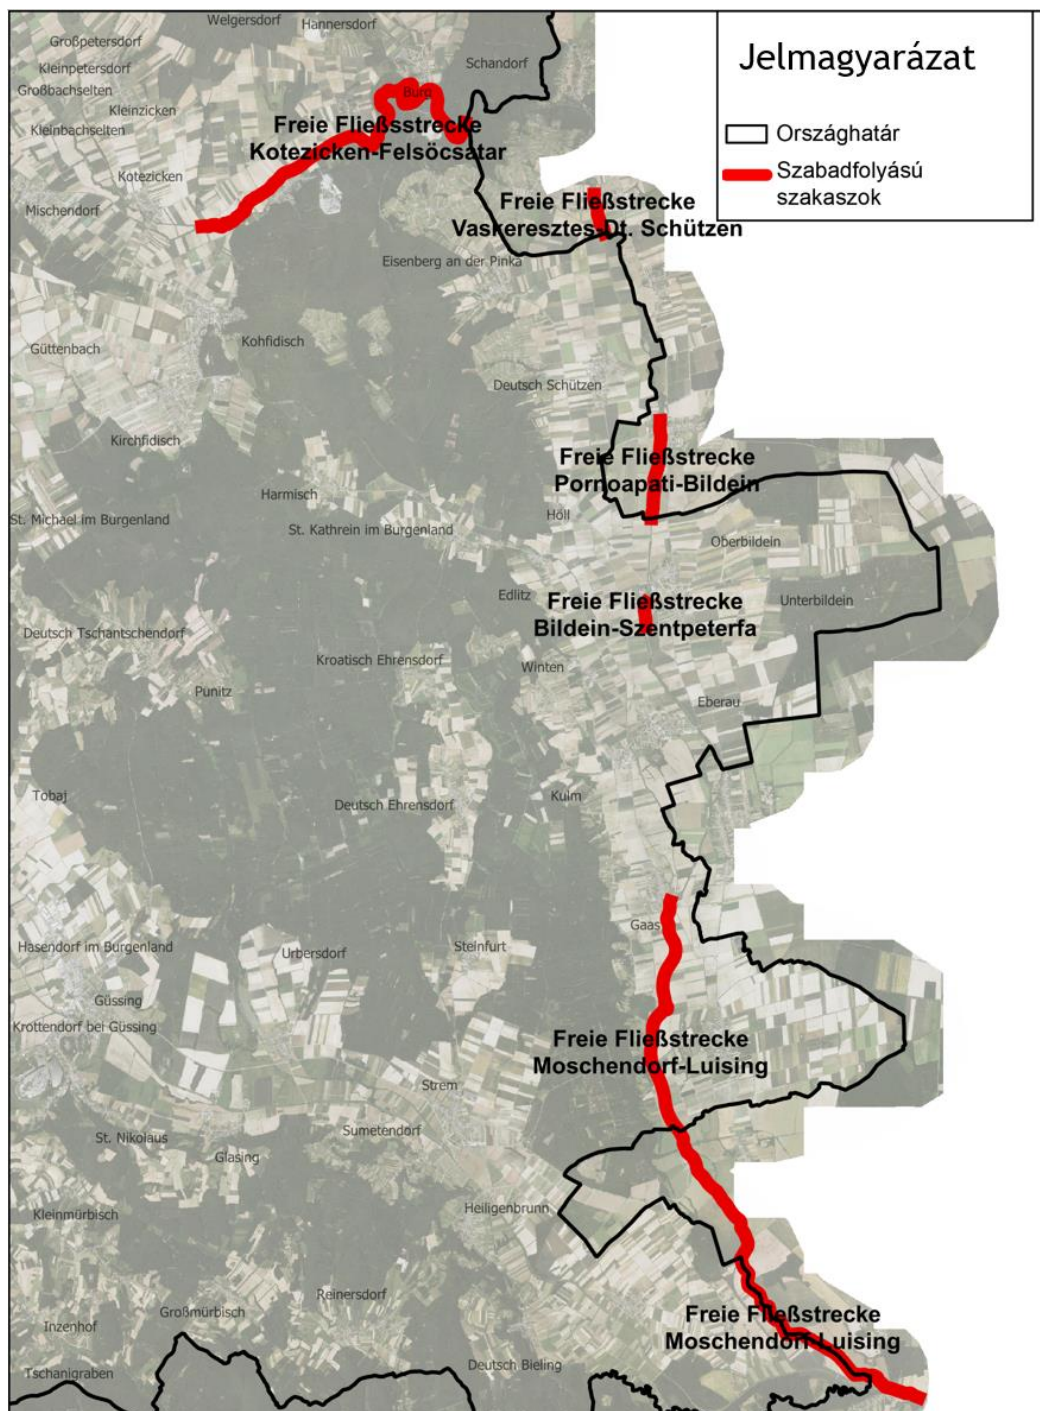 Welgersdorf
Hannersdorf
Großpetersdorf
Schandorf
Kleinpetersdorf
Großbachselten
Burg
Kleinzicken
Kleinbachselten
Freie Fließsstrecke
Kotezicken-Felsöcsatar
Kotezicken
Mischendorf
Jelmagyarázat
Országhatár
Szabadfolyású
szakaszok
Freie Fließstrecke
Vaskeresztes-Dt. Schützen
Eisenberg an der Pinka
Kohfidisch
Güttenbach
Deutsch Schützen
Kirchfidisch
Freie Fließstrecke
Pornoapati-Bildein
Harmisch
Höll
St. Michael im Burgenland
St. Kathrein im Burgenland
Oberbildein
Edlitz
Freie Fließstrecke
Bildein-Szentpeterfa
Unterbildein
Deutsch Tschantschendorf
Kroatisch Ehrensdorf
Winten
Punitz
Eberau
Tobaj
Deutsch Ehrensdorf
Kulm
Gaas
Hasendorf im Burgenland
Urbersdorf
Steinfurt
Güssing
Krottendorf bei Güssing
Freie Fließstrecke
Moschendorf-Luising
Strem
Sumetendorf
St. Nikolaus
Glasing
Kleinmürbisch
Heiligenbrunn
Reinersdorf
Großmürbisch
Inzenhof
Freie Fließstrecke
Moschendorf-Luising
Tschanigraben
Deutsch Bieling